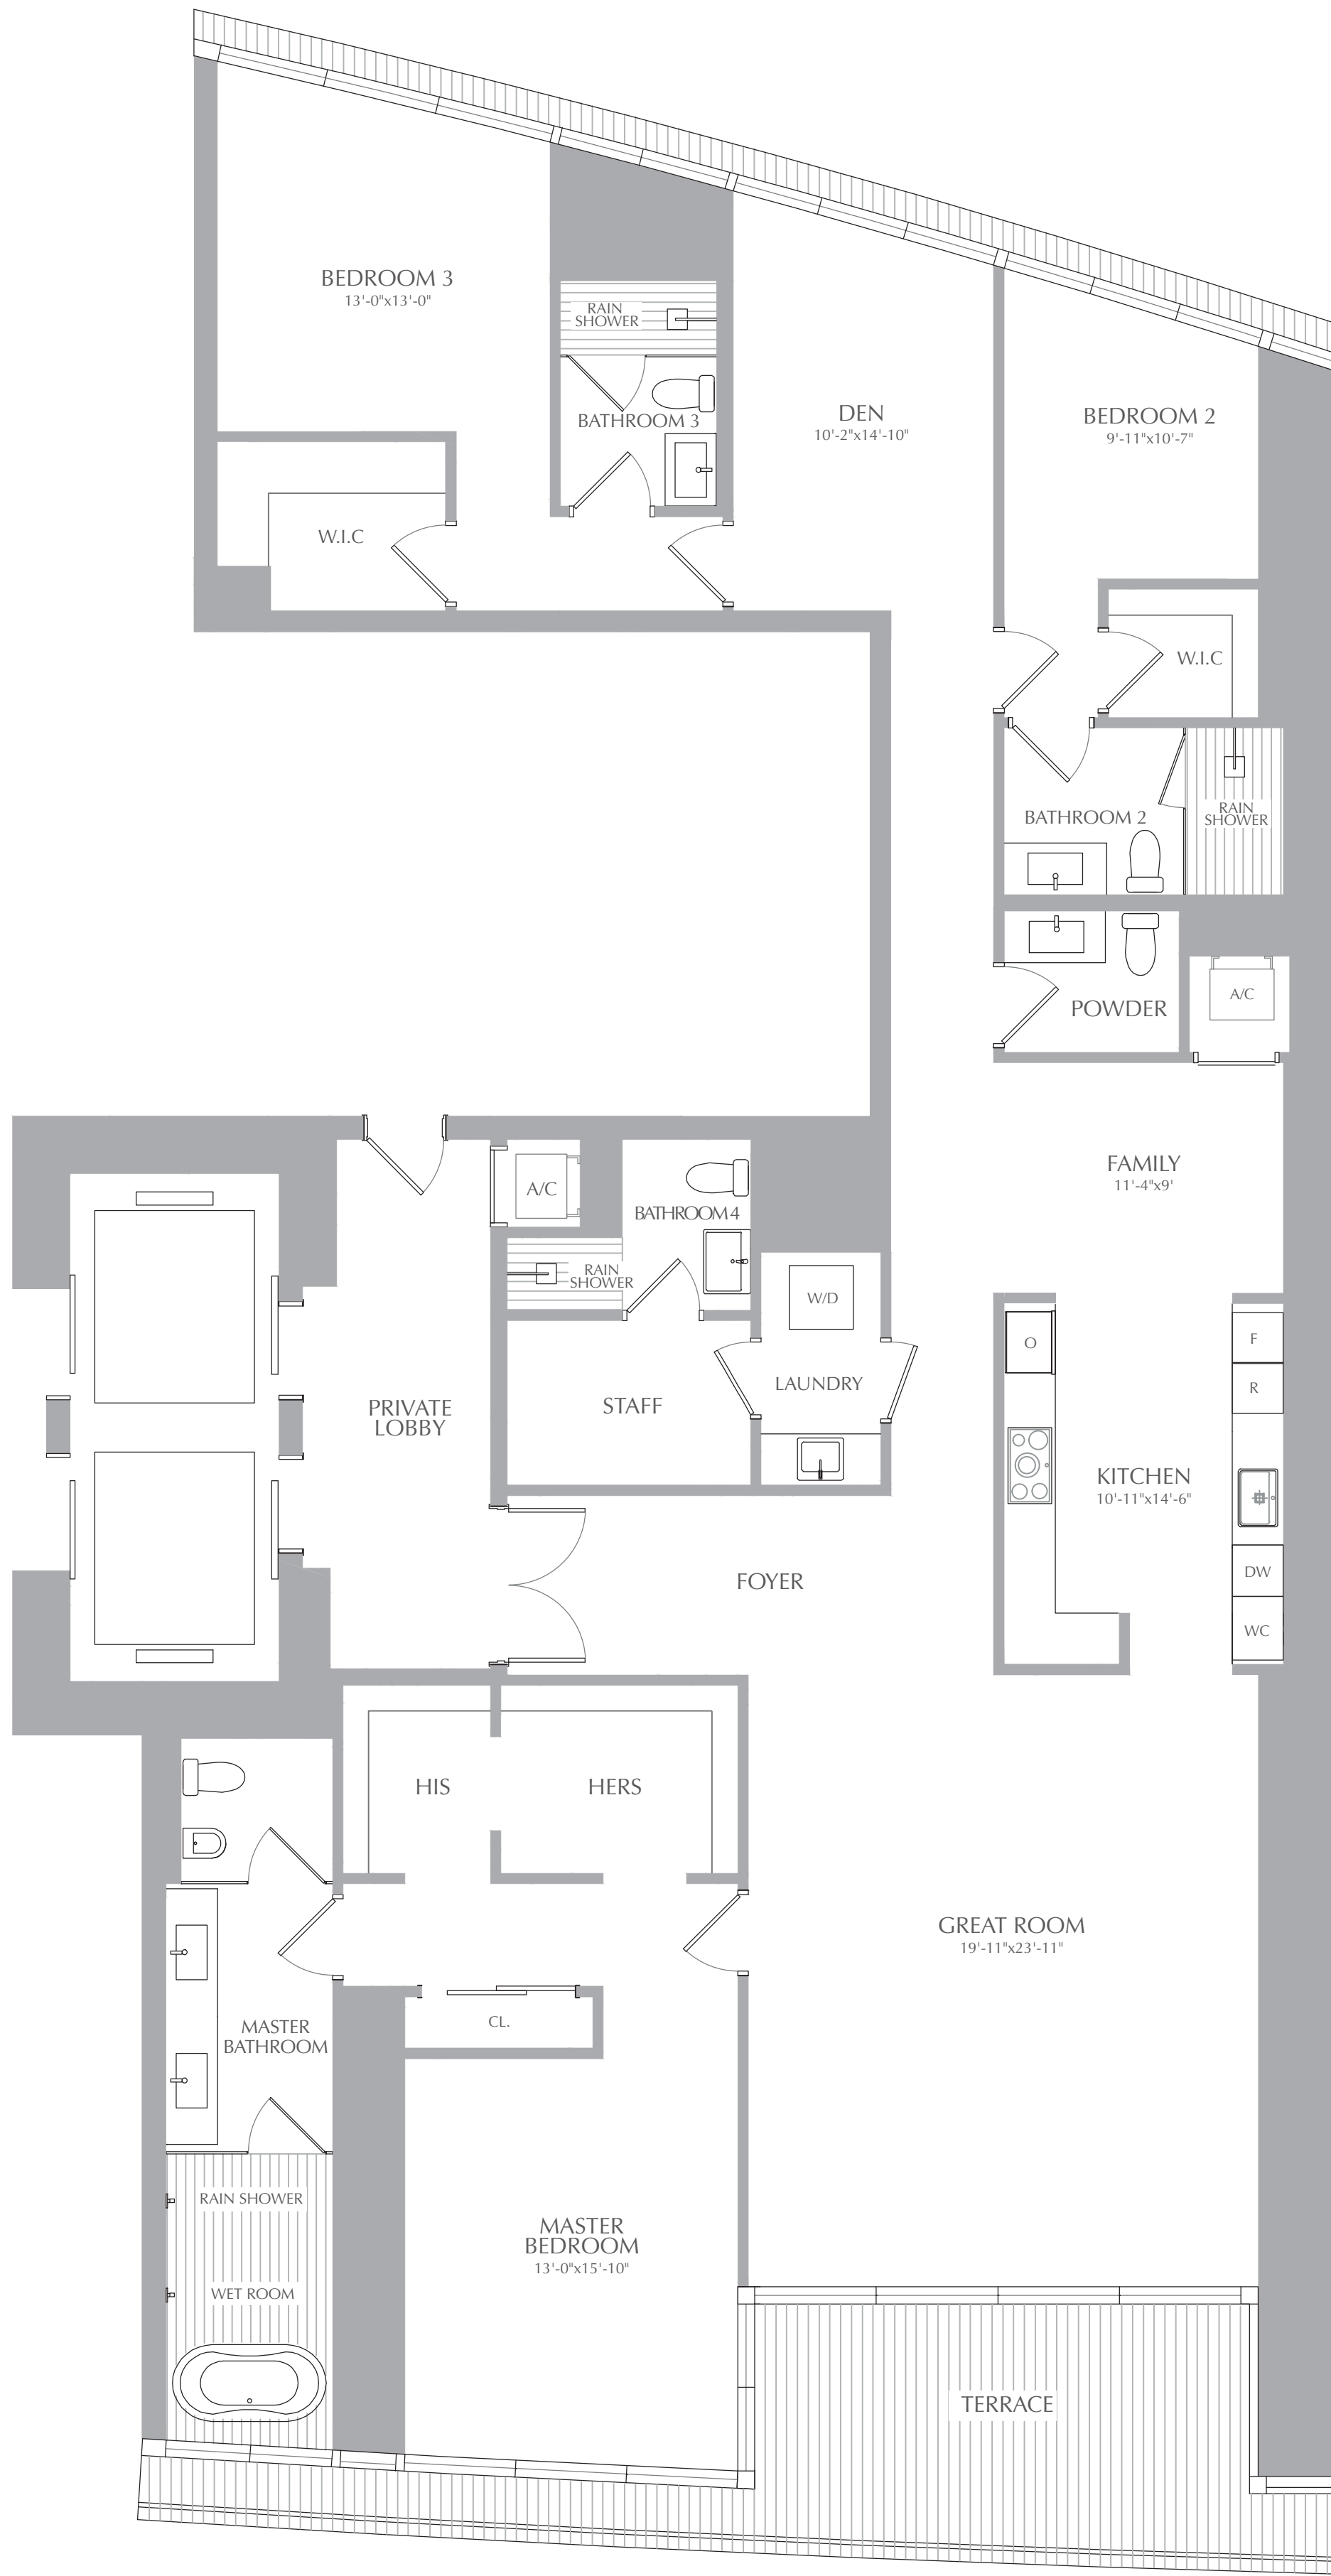 BEDROOM 3
13'-0"x13'-0"
RAIN
SHOWER
BATHROOM 3
DEN
10'-2"x14'-10"
BEDROOM 2
9'-11"x10'-7"
W.I.C
W.I.C
BATHROOM 2
RAIN
SHOWER
POWDER
A/C
FAMILY
11'-4"x9'
A/C
BATHROOM 4
RAIN
SHOWER
W/D
LAUNDRY
STAFF
PRIVATE
LOBBY
O
F
R
KITCHEN
10'-11"x14'-6"
DW
WC
FOYER
HIS
HERS
GREAT ROOM
19'-11"x23'-11"
CL.
MASTER
BATHROOM
RAIN SHOWER
WET ROOM
MASTER
BEDROOM
13'-0"x15'-10"
TERRACE